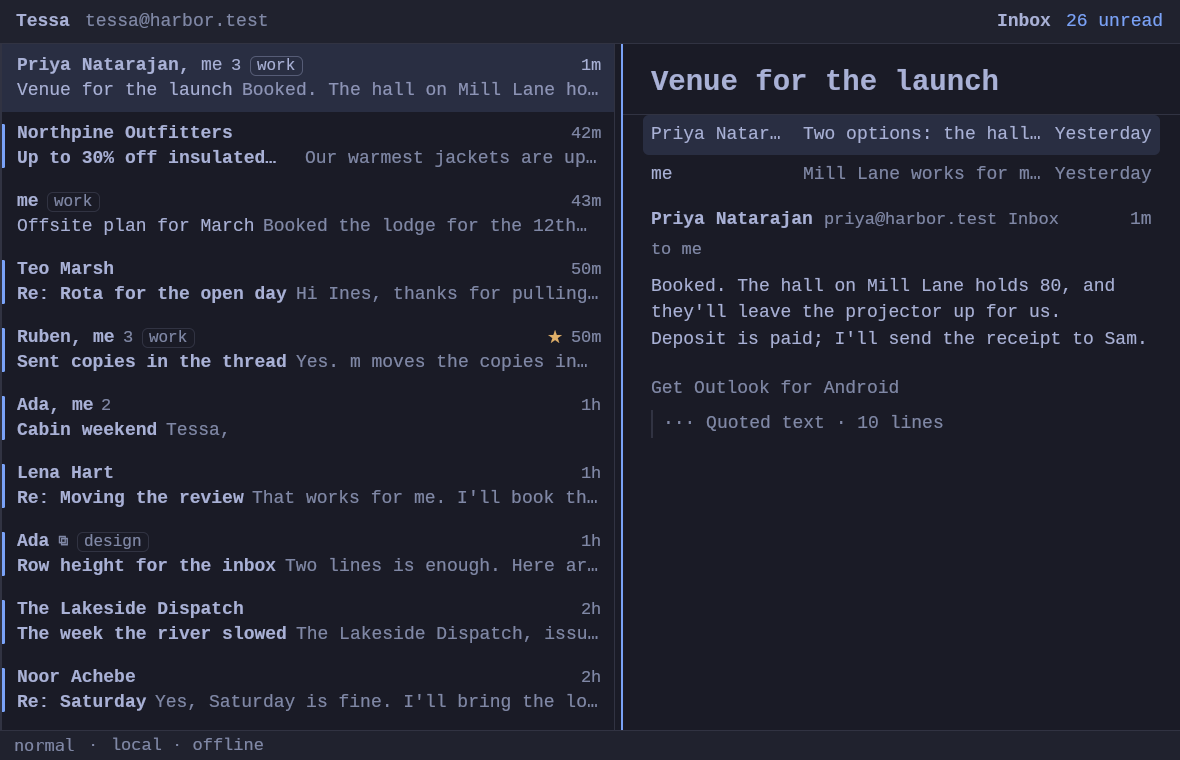 Tessa tessa@harbor.test Inbox 26 unread
Priya Natarajan, me 3 work 1m
Venue for the launch Booked. The hall on Mill Lane ho…
Northpine Outfitters 42m
Up to 30% off insulated… Our warmest jackets are up…
me work 43m
Offsite plan for March Booked the lodge for the 12th…
Teo Marsh 50m
Re: Rota for the open day Hi Ines, thanks for pulling…
Ruben, me 3 work ★ 50m
Sent copies in the thread Yes. m moves the copies in…
Ada, me 2 1h
Cabin weekend Tessa,
Lena Hart 1h
Re: Moving the review That works for me. I'll book th…
Ada ⧉ design 1h
Row height for the inbox Two lines is enough. Here ar…
The Lakeside Dispatch 2h
The week the river slowed The Lakeside Dispatch, issu…
Noor Achebe 2h
Re: Saturday Yes, Saturday is fine. I'll bring the lo…
Venue for the launch
Priya Natar… Two options: the hall… Yesterday
me Mill Lane works for m… Yesterday
Priya Natarajan priya@harbor.test Inbox 1m
to me
Booked. The hall on Mill Lane holds 80, and
they'll leave the projector up for us.
Deposit is paid; I'll send the receipt to Sam.
Get Outlook for Android
··· Quoted text · 10 lines
normal · local · offline